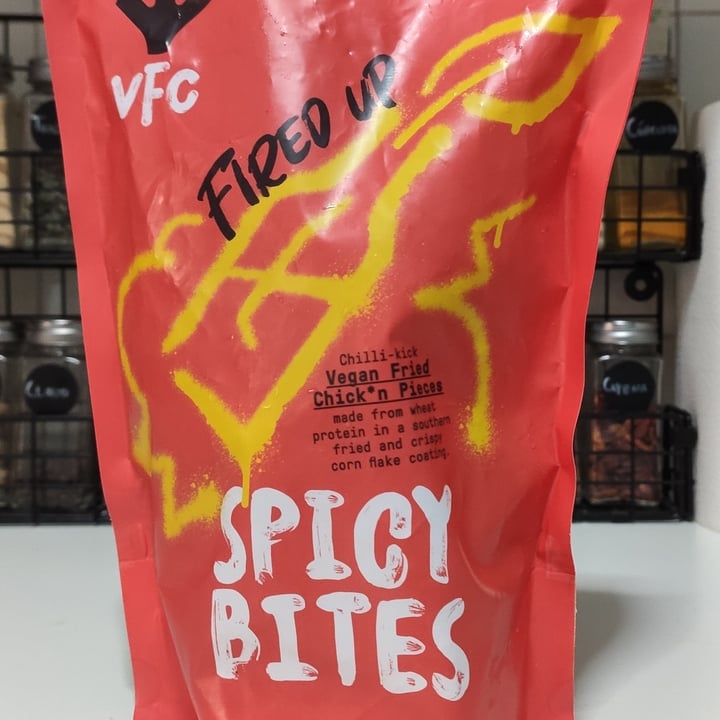 VFC
FIRED UP
Chilli-kick
Vegan Fried
Chick*n Pieces
made from wheat
protein in a southern
fried and crispy
corn flake coating.
SPICY
BITES